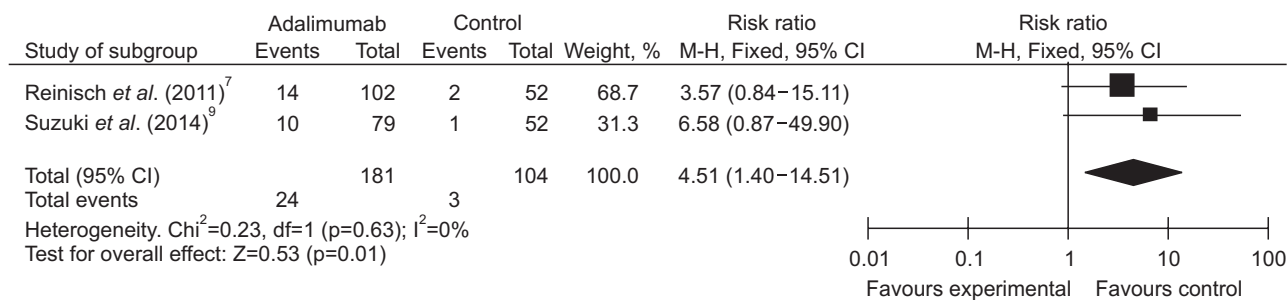 Adalimumab Control Risk ratio Risk ratio
Study of subgroup Events Total Events Total Weight, % M-H, Fixed, 95% CI M-H, Fixed, 95% CI
Reinisch et al. (2011)⁷ 14 102 2 52 68.7 3.57 (0.84−15.11)
Suzuki et al. (2014)⁹ 10 79 1 52 31.3 6.58 (0.87-49.90)
Total (95% CI) 181 104 100.0 4.51 (1.40−14.51)
Total events 24 3
Heterogeneity. Chi²=0.23, df=1 (p=0.63); I²=0%
Test for overall effect: Z=0.53 (p=0.01)
0.01 0.1 1 10 100
Favours experimental Favours control